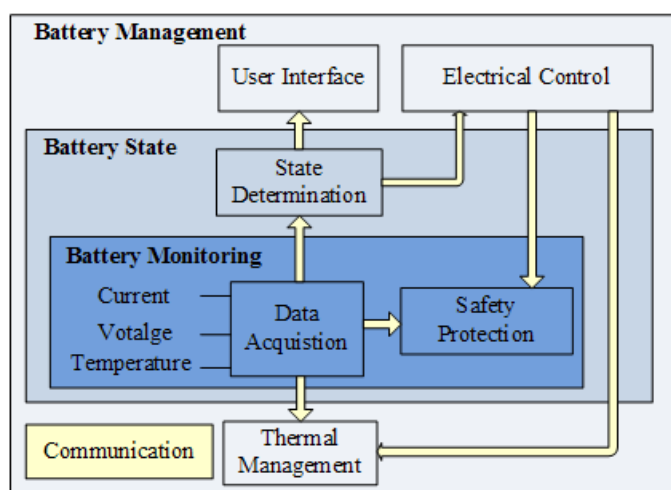 Battery Management
User Interface
Electrical Control
Battery State
State
Determination
Battery Monitoring
Current
Votalge
Temperature
Data
Acquistion
Safety
Protection
Communication
Thermal
Management